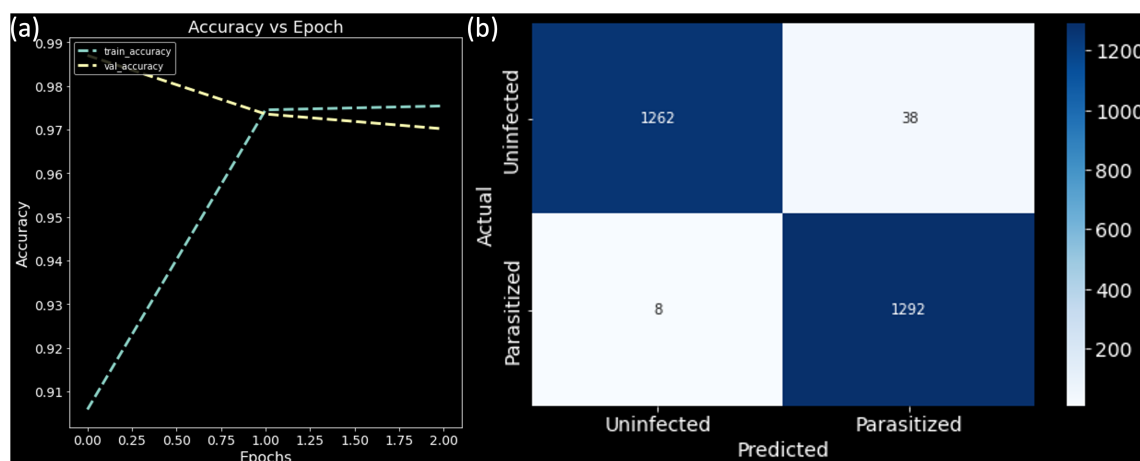 (a)
Accuracy vs Epoch
train_accuracy
val_accuracy
0.99
0.98
0.97
0.96
0.95
0.94
0.93
0.92
0.91
Accuracy
0.00 0.25 0.50 0.75 1.00 1.25 1.50 1.75 2.00
Epochs
(b)
Actual
Uninfected
Parasitized
1262 38
8 1292
Uninfected Parasitized
Predicted
1200
1000
800
600
400
200